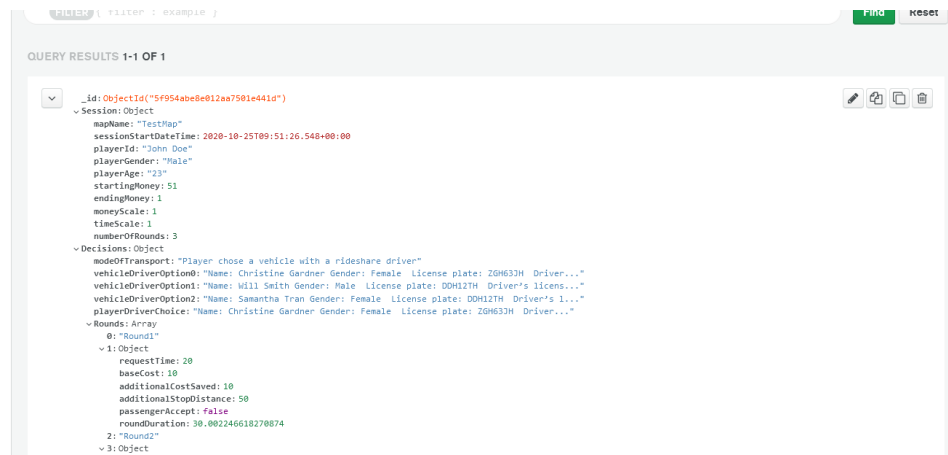 FILTER { filter : example }
Find
Reset
QUERY RESULTS 1-1 OF 1
_id: ObjectId("5f954abe8e012aa7501e441d")
Session: Object
mapName: "TestMap"
sessionStartDateTime: 2020-10-25T09:51:26.548+00:00
playerId: "John Doe"
playerGender: "Male"
playerAge: "23"
startingMoney: 51
endingMoney: 1
moneyScale: 1
timeScale: 1
numberOfRounds: 3
Decisions: Object
modeOfTransport: "Player chose a vehicle with a rideshare driver"
vehicleDriverOption0: "Name: Christine Gardner Gender: Female  License plate: ZGH63JH  Driver..."
vehicleDriverOption1: "Name: Will Smith Gender: Male  License plate: DDH12TH  Driver's licens..."
vehicleDriverOption2: "Name: Samantha Tran Gender: Female  License plate: DDH12TH  Driver's l..."
playerDriverChoice: "Name: Christine Gardner Gender: Female  License plate: ZGH63JH  Driver..."
Rounds: Array
0: "Round1"
1: Object
requestTime: 20
baseCost: 10
additionalCostSaved: 10
additionalStopDistance: 50
passengerAccept: false
roundDuration: 30.002246618270874
2: "Round2"
3: Object